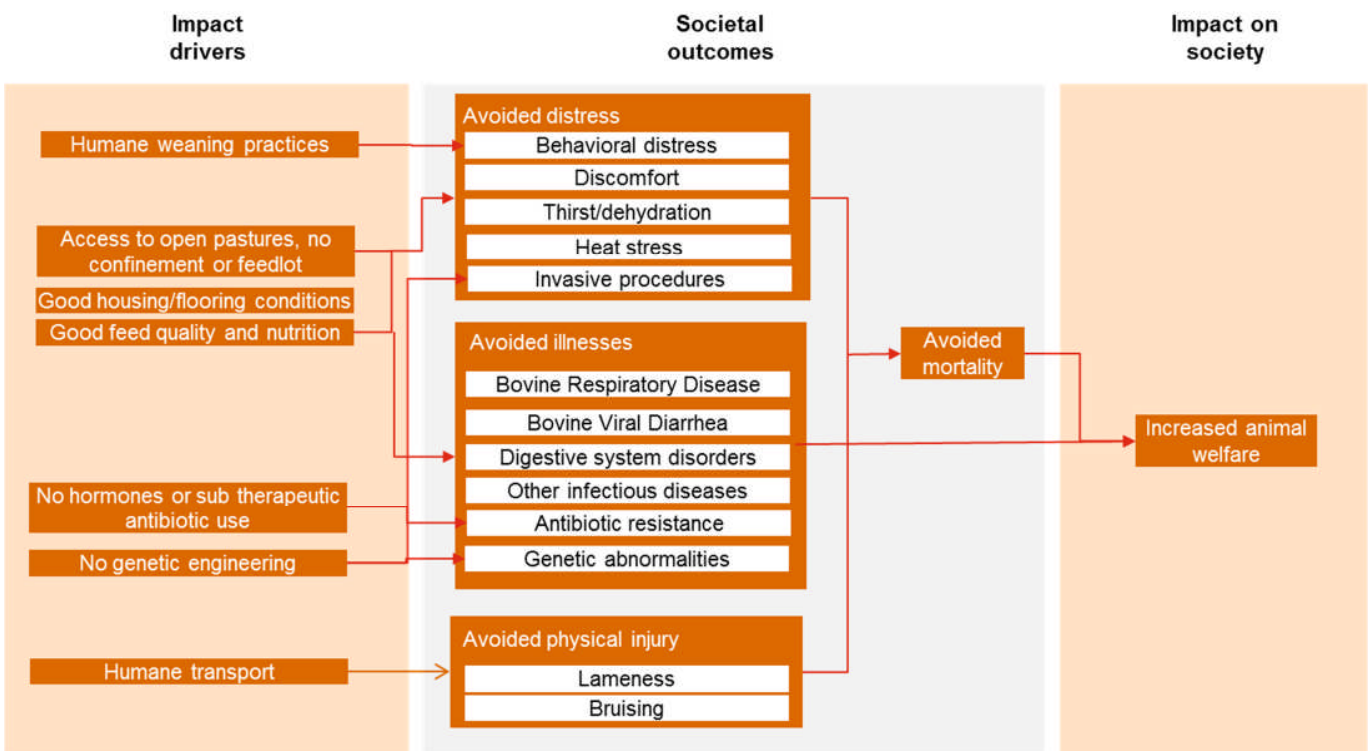 Impact
drivers
Societal
outcomes
Impact on
society
Humane weaning practices
Access to open pastures, no
confinement or feedlot
Good housing/flooring conditions
Good feed quality and nutrition
No hormones or sub therapeutic
antibiotic use
No genetic engineering
Humane transport
Avoided distress
Behavioral distress
Discomfort
Thirst/dehydration
Heat stress
Invasive procedures
Avoided illnesses
Bovine Respiratory Disease
Bovine Viral Diarrhea
Digestive system disorders
Other infectious diseases
Antibiotic resistance
Genetic abnormalities
Avoided physical injury
Lameness
Bruising
Avoided
mortality
Increased animal
welfare